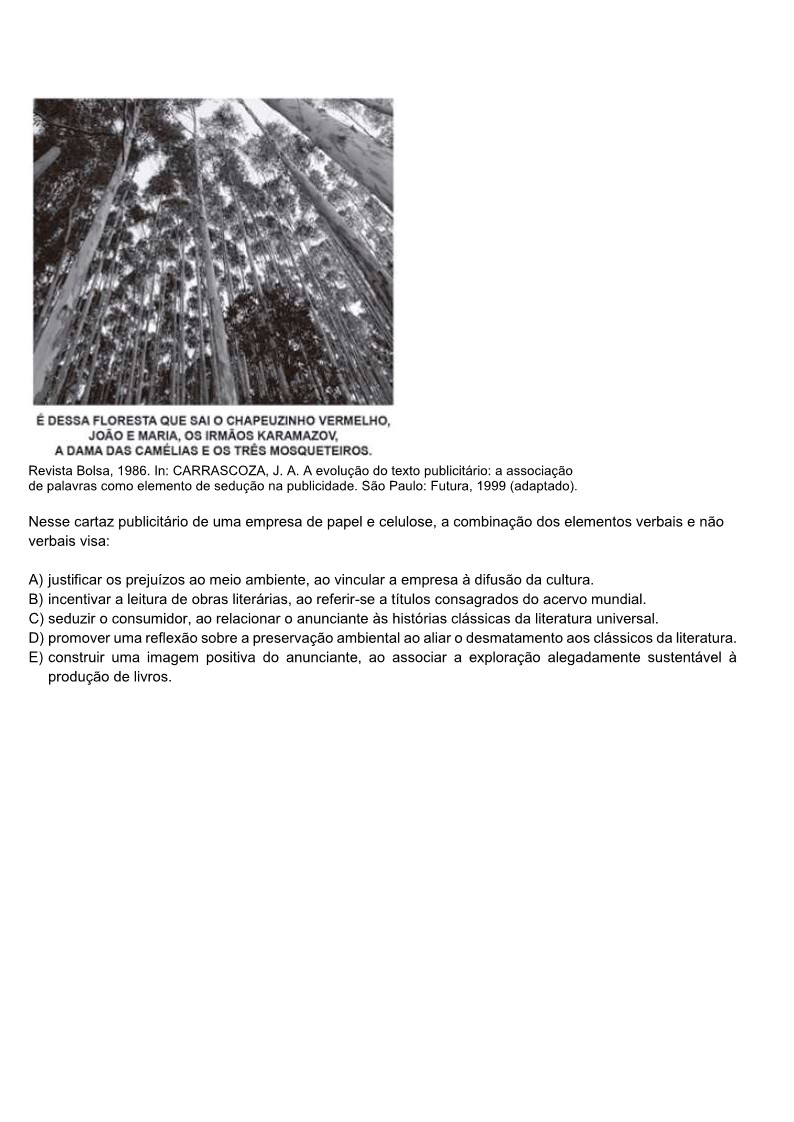 É DESSA FLORESTA QUE SAI O CHAPEUZINHO VERMELHO,
JOÃO E MARIA, OS IRMÃOS KARAMAZOV,
A DAMA DAS CAMÉLIAS E OS TRÊS MOSQUETEIROS.
Revista Bolsa, 1986. In: CARRASCOZA, J. A. A evolução do texto publicitário: a associação
de palavras como elemento de sedução na publicidade. São Paulo: Futura, 1999 (adaptado).
Nesse cartaz publicitário de uma empresa de papel e celulose, a combinação dos elementos verbais e não
verbais visa:
A) justificar os prejuízos ao meio ambiente, ao vincular a empresa à difusão da cultura.
B) incentivar a leitura de obras literárias, ao referir-se a títulos consagrados do acervo mundial.
C) seduzir o consumidor, ao relacionar o anunciante às histórias clássicas da literatura universal.
D) promover uma reflexão sobre a preservação ambiental ao aliar o desmatamento aos clássicos da literatura.
E) construir uma imagem positiva do anunciante, ao associar a exploração alegadamente sustentável à
produção de livros.